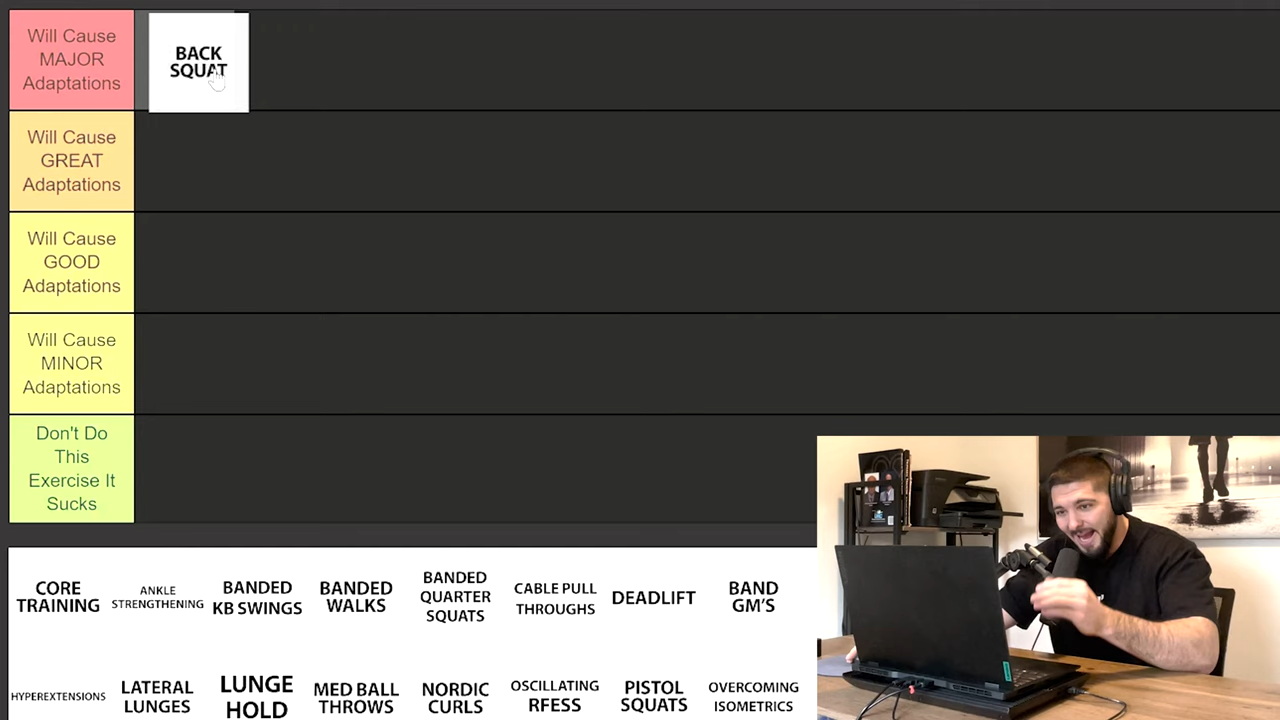 Will Cause
MAJOR
Adaptations
BACK
SQUAT
Will Cause
GREAT
Adaptations
Will Cause
GOOD
Adaptations
Will Cause
MINOR
Adaptations
Don't Do
This
Exercise It
Sucks
CORE
TRAINING
ANKLE
STRENGTHENING
BANDED
KB SWINGS
BANDED
WALKS
BANDED
QUARTER
SQUATS
CABLE PULL
THROUGHS
DEADLIFT
BAND
GM'S
HYPEREXTENSIONS
LATERAL
LUNGES
LUNGE
HOLD
MED BALL
THROWS
NORDIC
CURLS
OSCILLATING
RFESS
PISTOL
SQUATS
OVERCOMING
ISOMETRICS